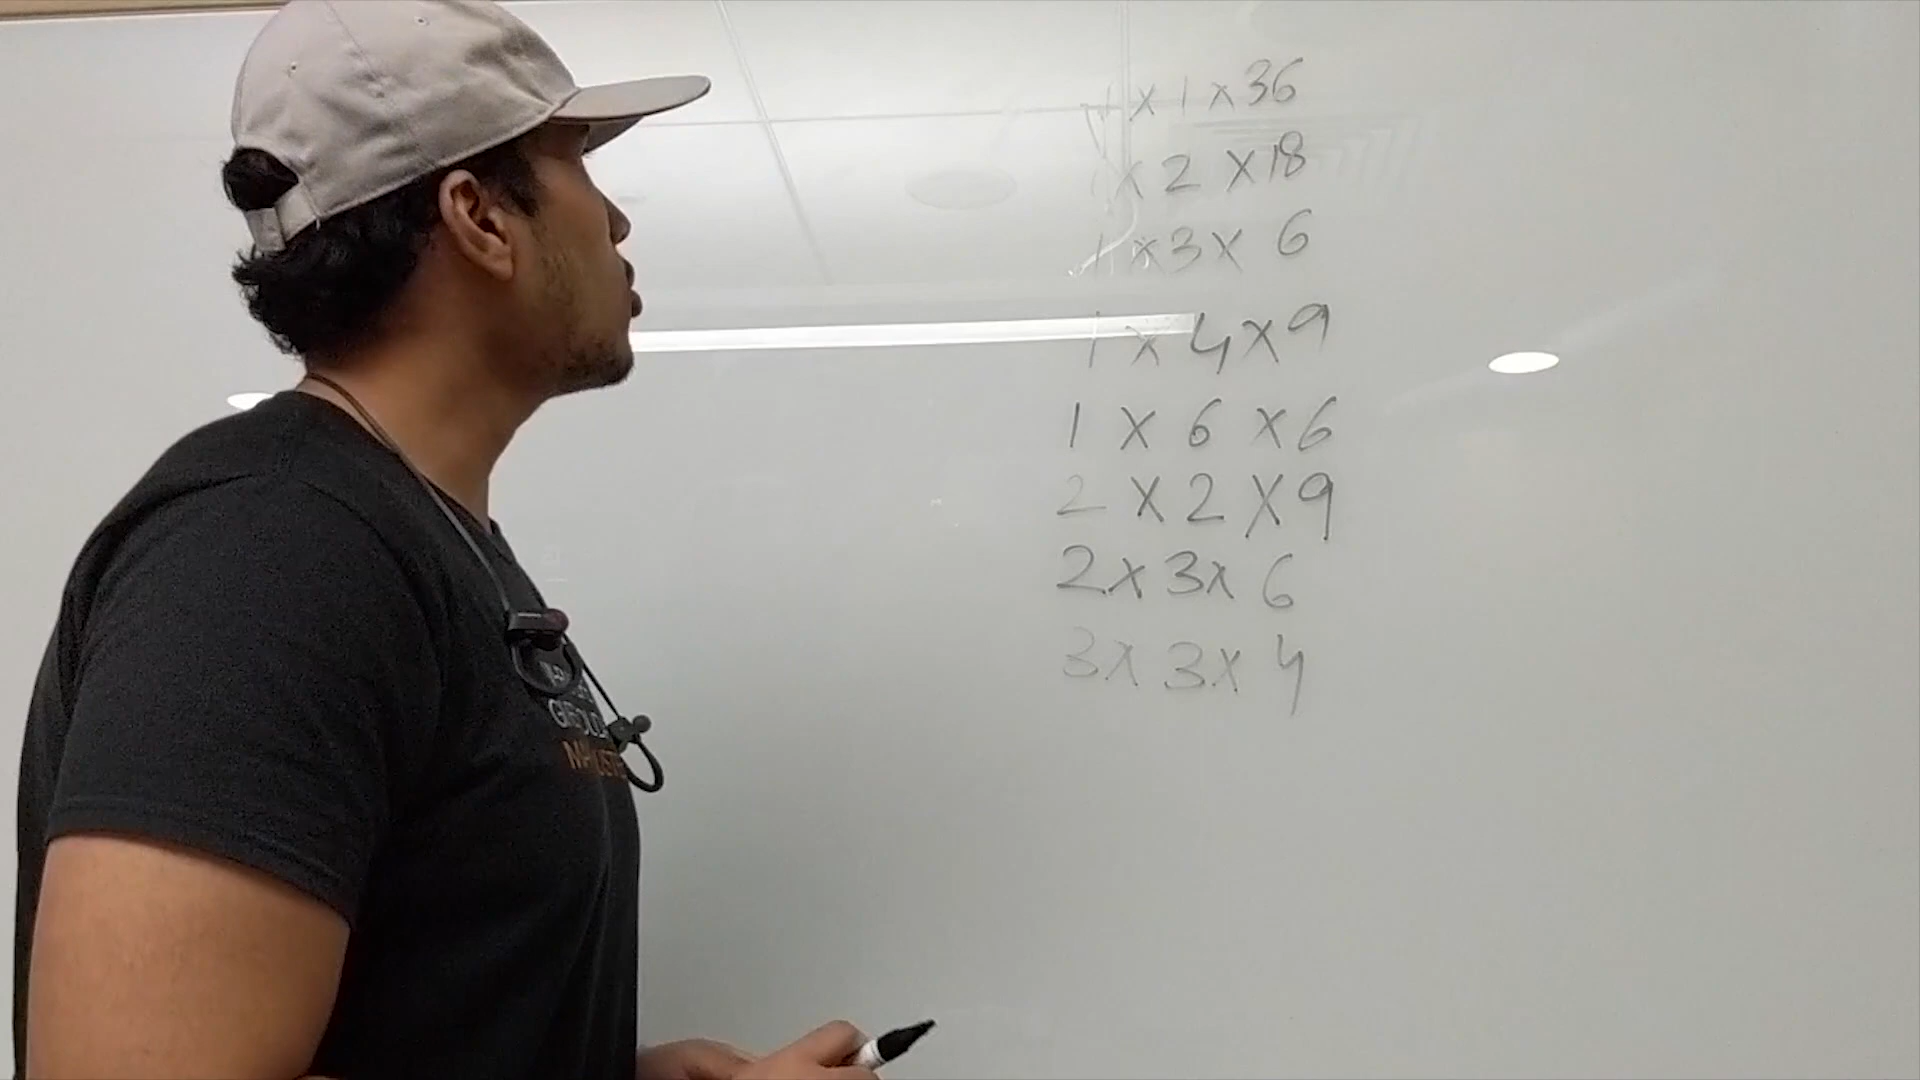 1 x 1 x 36
1 x 2 x 18
1 x 3 x 6
1 x 4 x 9
1 x 6 x 6
2 x 2 x 9
2 x 3 x 6
3 x 3 x 4